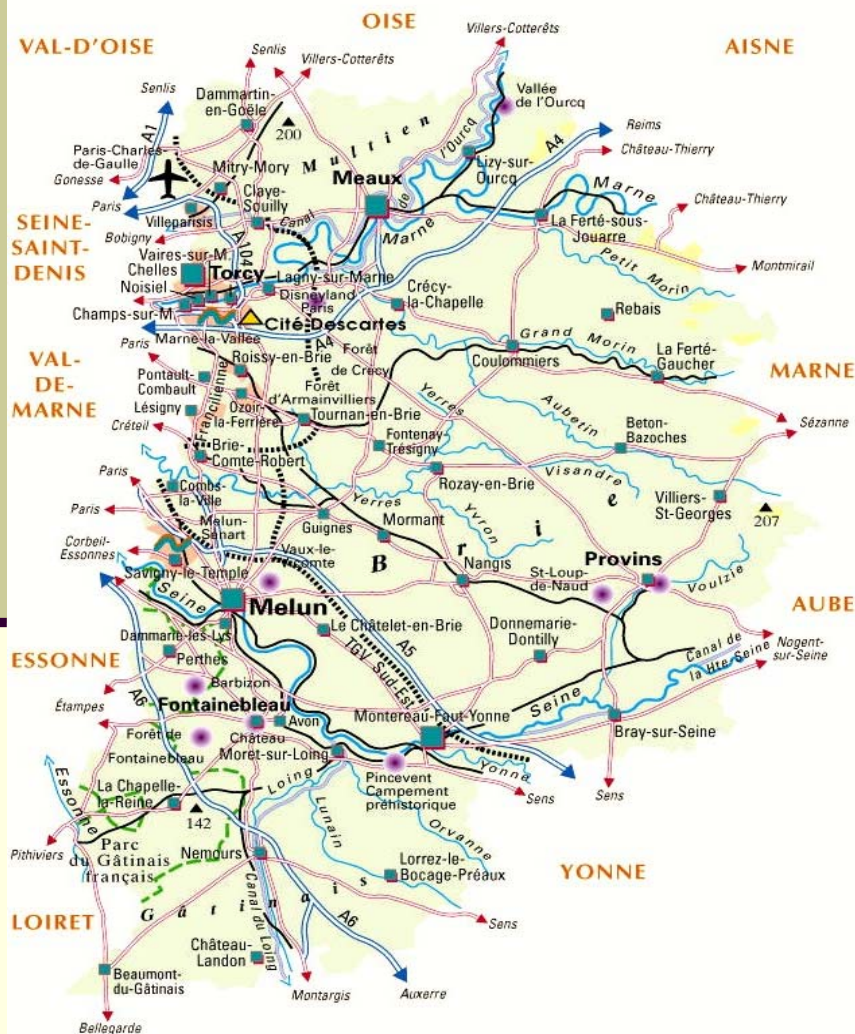 OISE
VAL-D'OISE
AISNE
Senlis
Villers-Cotterêts
Villers-Cotterêts
Senlis
Dammartin-
en-Goële
200
Vallée
de l'Ourcq
A1
Multien
l'Ourcq
A4
Reims
Paris-Charles-
de-Gaulle
Gonesse
Mitry-Mory
Claye-
Souilly
Meaux
Lizy-sur-
Ourcq
Château-Thierry
Paris
Villeparisis
Canal
de
Marne
Marne
Château-Thierry
SEINE-
SAINT-
DENIS
Bobigny
A 104
La Ferté-sous-
Jouarre
Montmirail
Vaires-sur-M.
Chelles
Torcy
Noisiel
Lagny-sur-Marne
Disneyland
Paris
Crécy-
la-Chapelle
Petit Morin
Rebais
Champs-sur-M.
Cité Descartes
Marne-la-Vallée
A4
Grand Morin
Paris
Roissy-en-Brie
Forêt
de Crécy
Coulommiers
La Ferté-
Gaucher
VAL-
DE-
MARNE
MARNE
Pontault-
Combault
Forêt
d'Armainvilliers
Yerres
Aubetin
Lésigny
Ozoir-
la-Ferrière
Tournan-en-Brie
Créteil
Francilienne
Sézanne
Brie-
Comte-Robert
Fontenay-
Trésigny
Beton-
Bazoches
Rozay-en-Brie
Visandre
Paris
Combs-
la-Ville
Yerres
Yvron
Villiers-
St-Georges
207
Paris
Melun-
Sénart
Guignes
Mormant
Brie
Corbeil-
Essonnes
Vaux-le-
comte
Savigny-le-Temple
Nangis
St-Loup-
de-Naud
Provins
Voulzie
Seine
Melun
AUBE
Dammarie-les-Lys
Le Châtelet-en-Brie
A5
Donnemarie-
Dontilly
Canal de
la Hte-Seine
Nogent-
sur-Seine
ESSONNE
Perthes
TGV Sud-Est
A6
Barbizon
Fontainebleau
Étampes
Avon
Montereau-Faut-Yonne
Seine
Bray-sur-Seine
Château
Forêt de
Fontainebleau
Moret-sur-Loing
Pincevent
Campement
préhistorique
Yonne
Sens
Sens
Essonne
La Chapelle-
la-Reine
Loing
Lunain
Orvanne
142
Pithiviers
Parc
du Gâtinais
français
Nemours
Lorrez-le-
Bocage-Préaux
YONNE
LOIRET
Gâtinais
Canal du Loing
A6
Sens
Château-
Landon
Beaumont-
du-Gâtinais
Montargis
Auxerre
Bellegarde